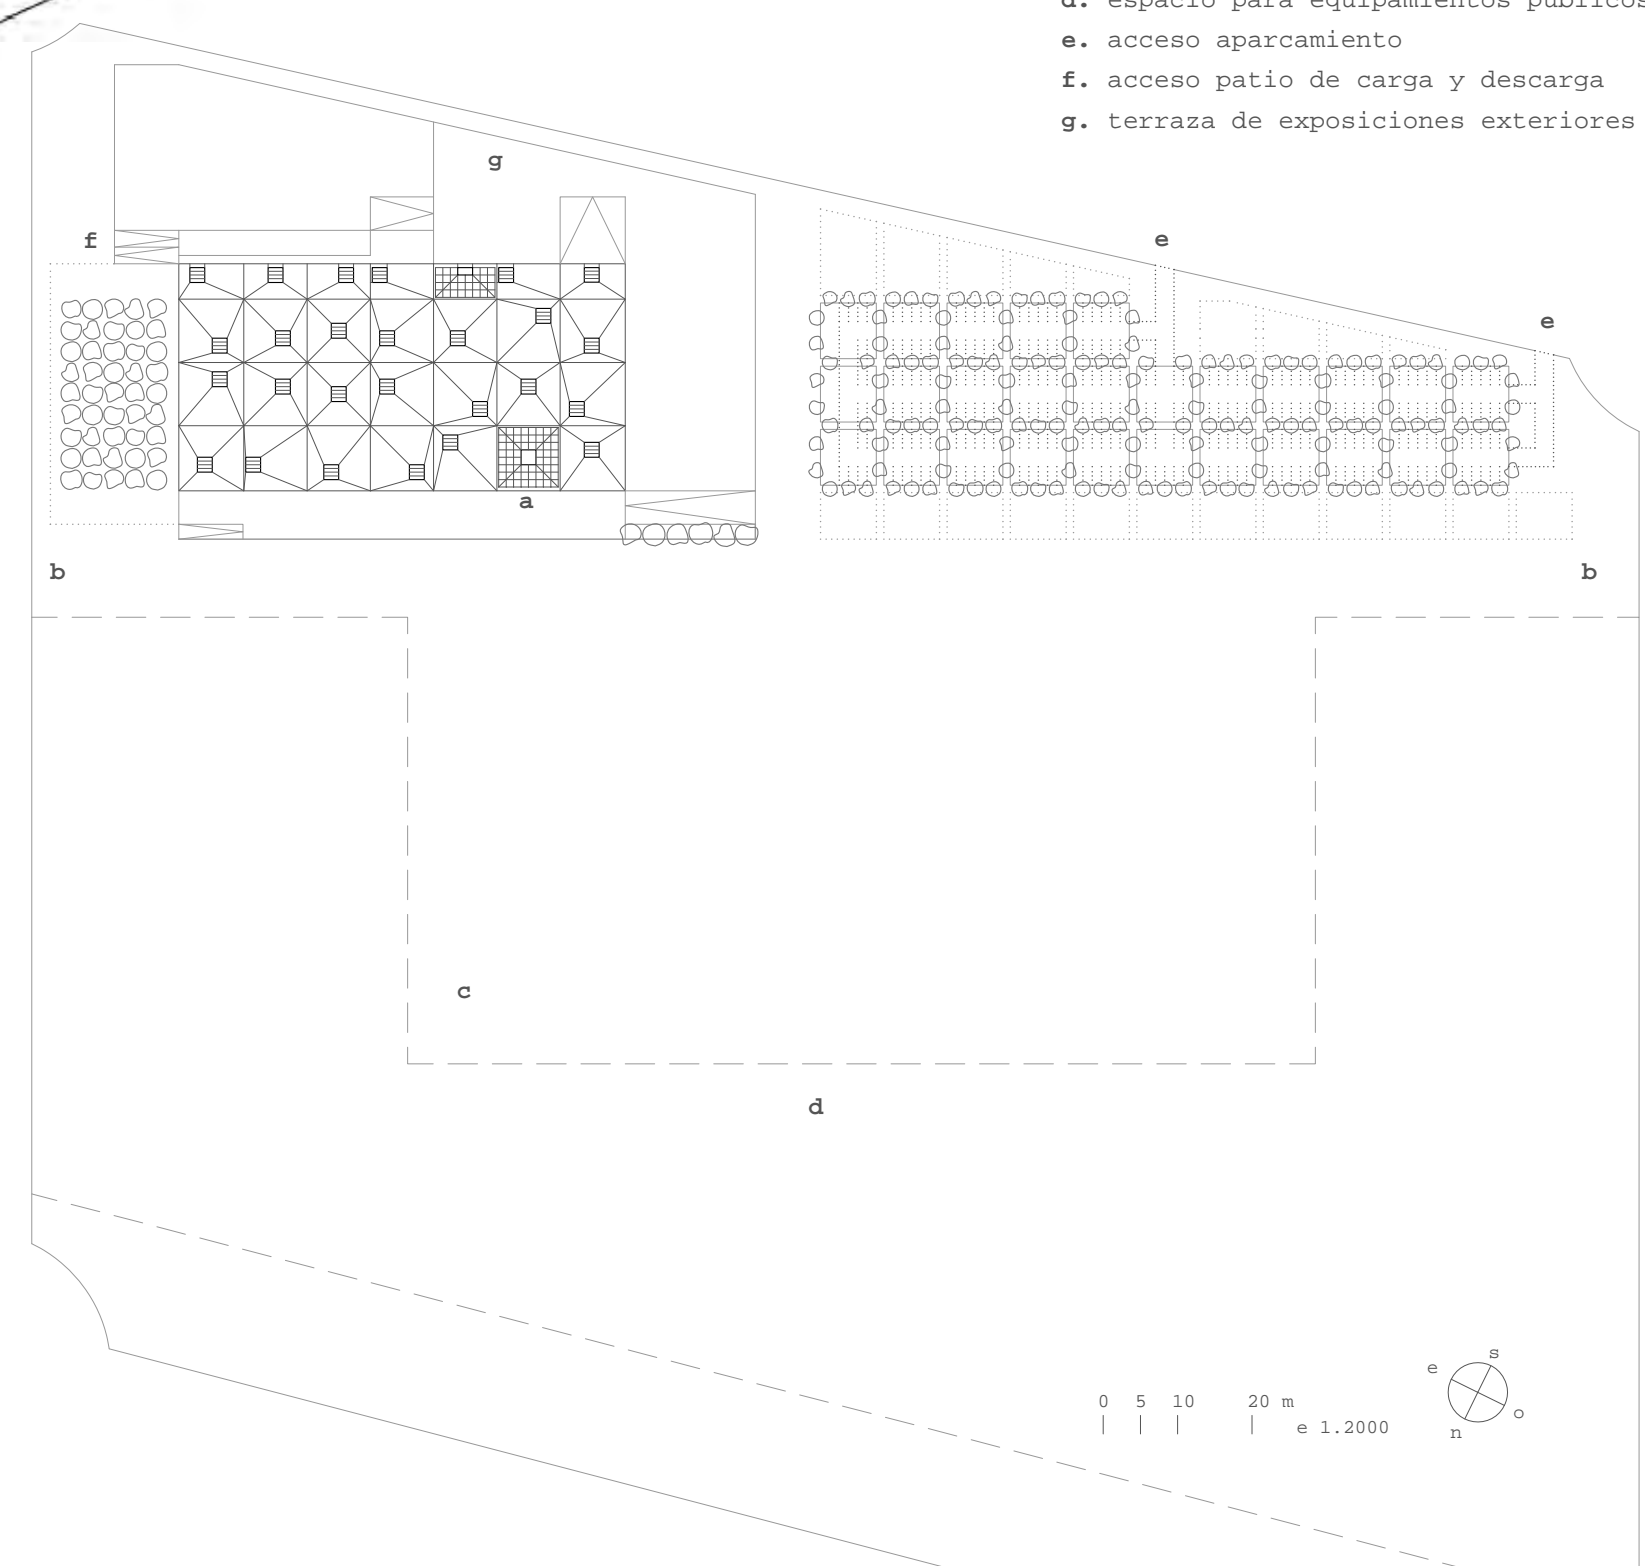 d. espacio para equipamientos públicos
e. acceso aparcamiento
f. acceso patio de carga y descarga
g. terraza de exposiciones exteriores
g
f
e
e
a
b
b
c
d
s
e
0 5 10 20 m
o
e 1.2000
n